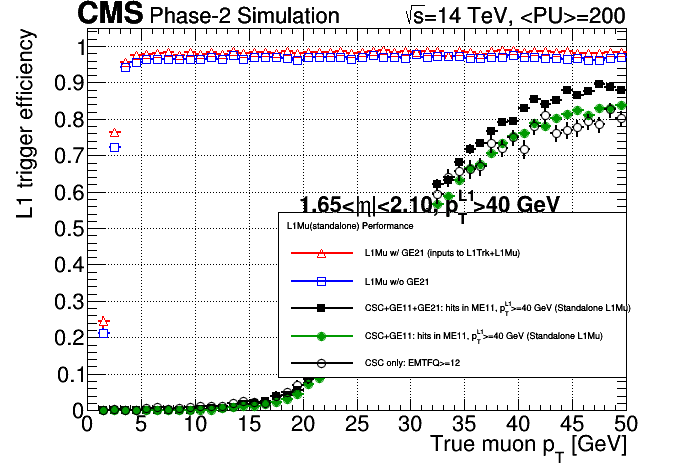 CMS Phase-2 Simulation √s=14 TeV, <PU>=200
L1 trigger efficiency
1
0.9
0.8
0.7
0.6
0.5
0.4
0.3
0.2
0.1
0
1.65<|η|<2.10, p_T^L1>40 GeV
L1Mu(standalone) Performance
L1Mu w/ GE21 (inputs to L1Trk+L1Mu)
L1Mu w/o GE21
CSC+GE11+GE21: hits in ME11, p_T^L1>=40 GeV (Standalone L1Mu)
CSC+GE11: hits in ME11, p_T^L1>=40 GeV (Standalone L1Mu)
CSC only: EMTFQ>=12
0 5 10 15 20 25 30 35 40 45 50
True muon p_T [GeV]